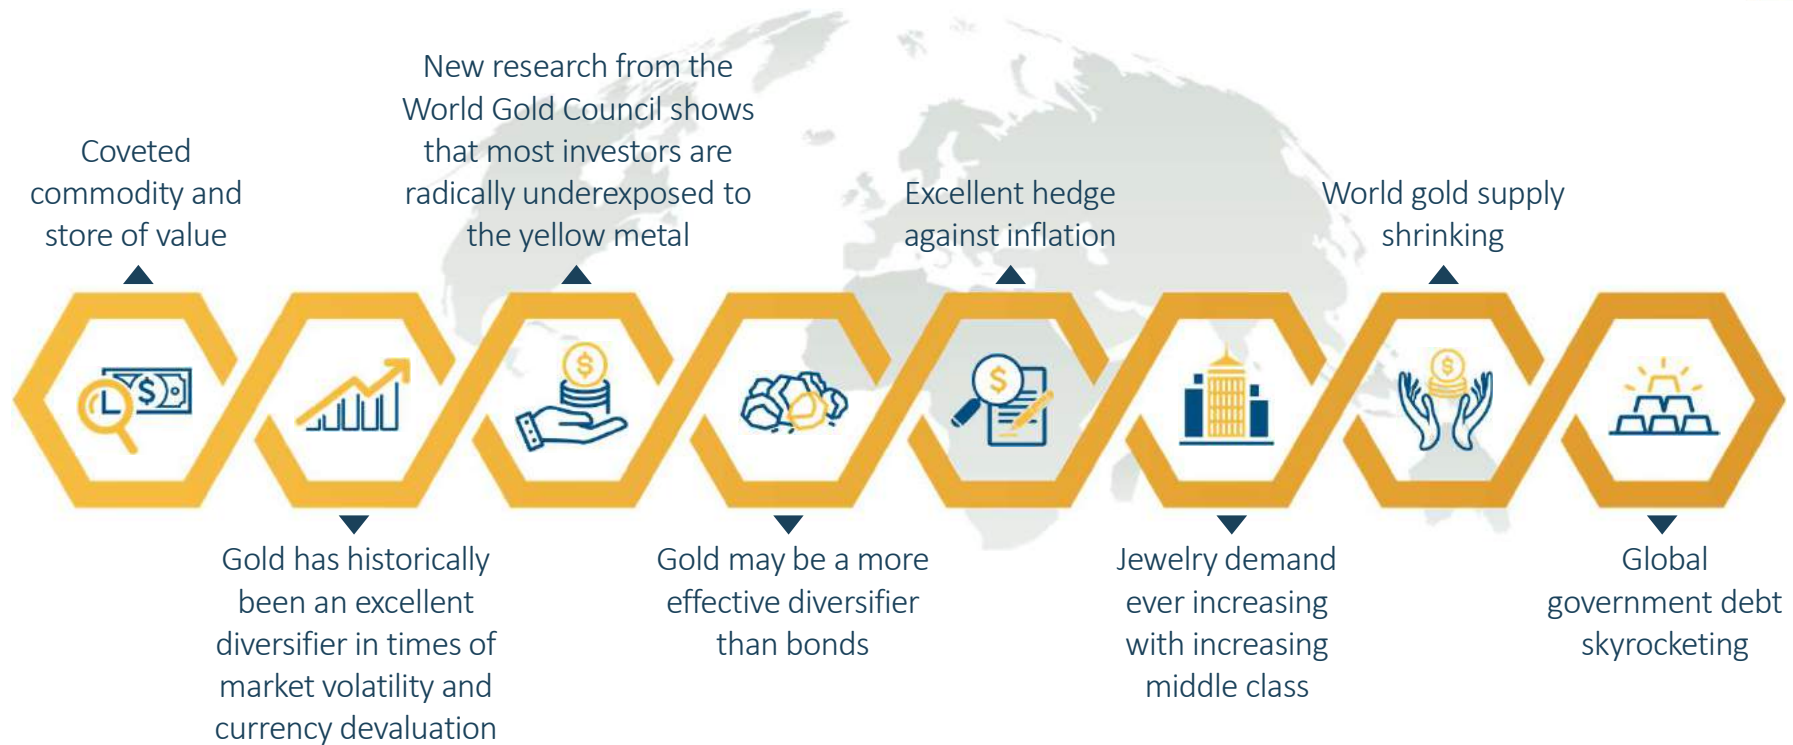 Coveted
commodity and
store of value
Gold has historically
been an excellent
diversifier in times of
market volatility and
currency devaluation
New research from the
World Gold Council shows
that most investors are
radically underexposed to
the yellow metal
Gold may be a more
effective diversifier
than bonds
Excellent hedge
against inflation
Jewelry demand
ever increasing
with increasing
middle class
World gold supply
shrinking
Global
government debt
skyrocketing